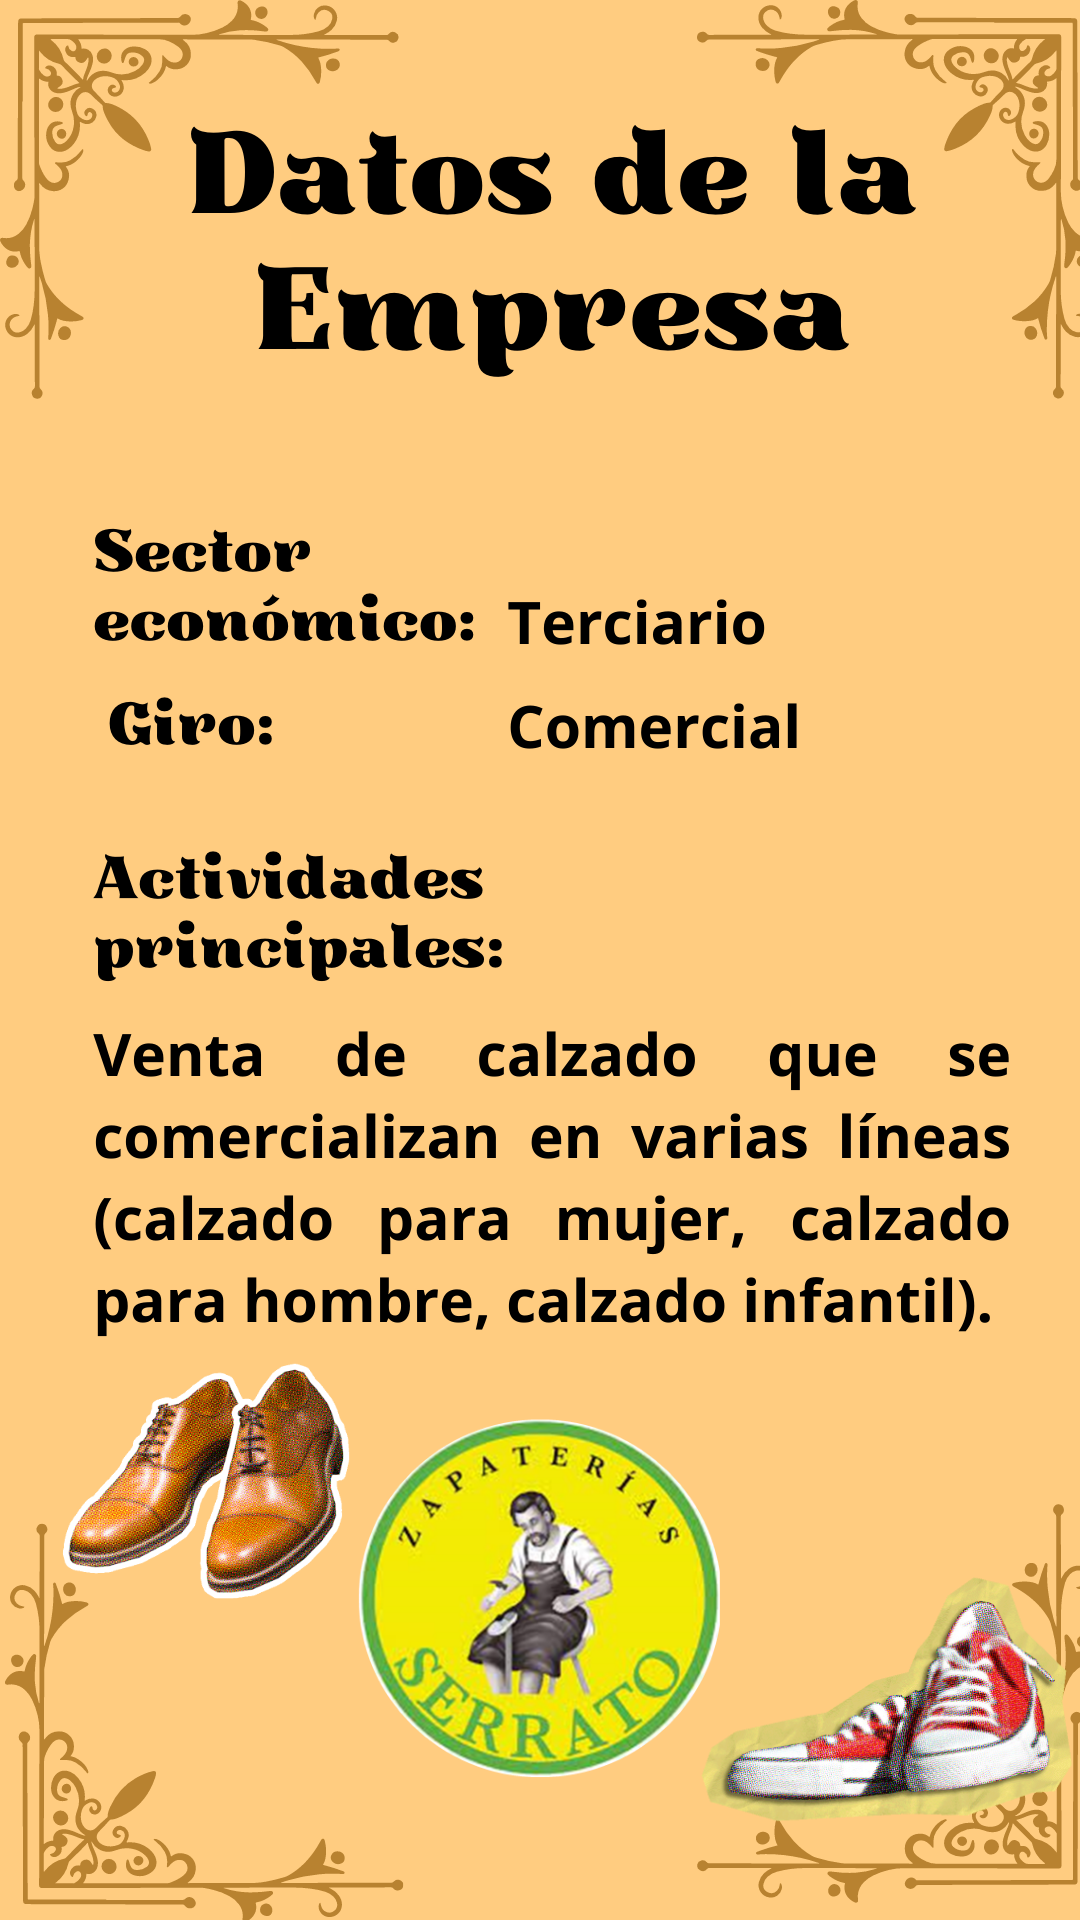 Datos de la
Empresa
Sector
económico: Terciario
Giro: Comercial
Actividades
principales:
Venta de calzado que se
comercializan en varias líneas
(calzado para mujer, calzado
para hombre, calzado infantil).
ZAPATERÍAS
SERRATO